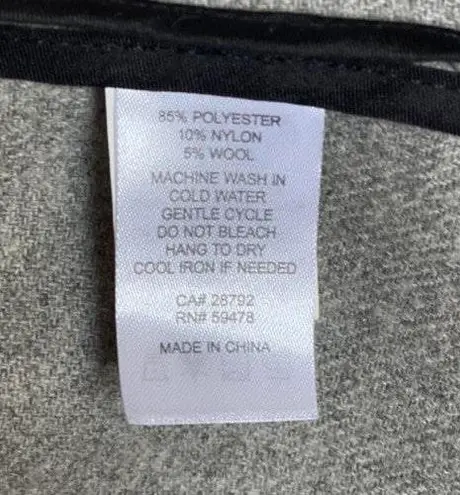 85% POLYESTER
10% NYLON
5% WOOL
MACHINE WASH IN
COLD WATER
GENTLE CYCLE
DO NOT BLEACH
HANG TO DRY
COOL IRON IF NEEDED
CA# 28792
RN# 59478
MADE IN CHINA